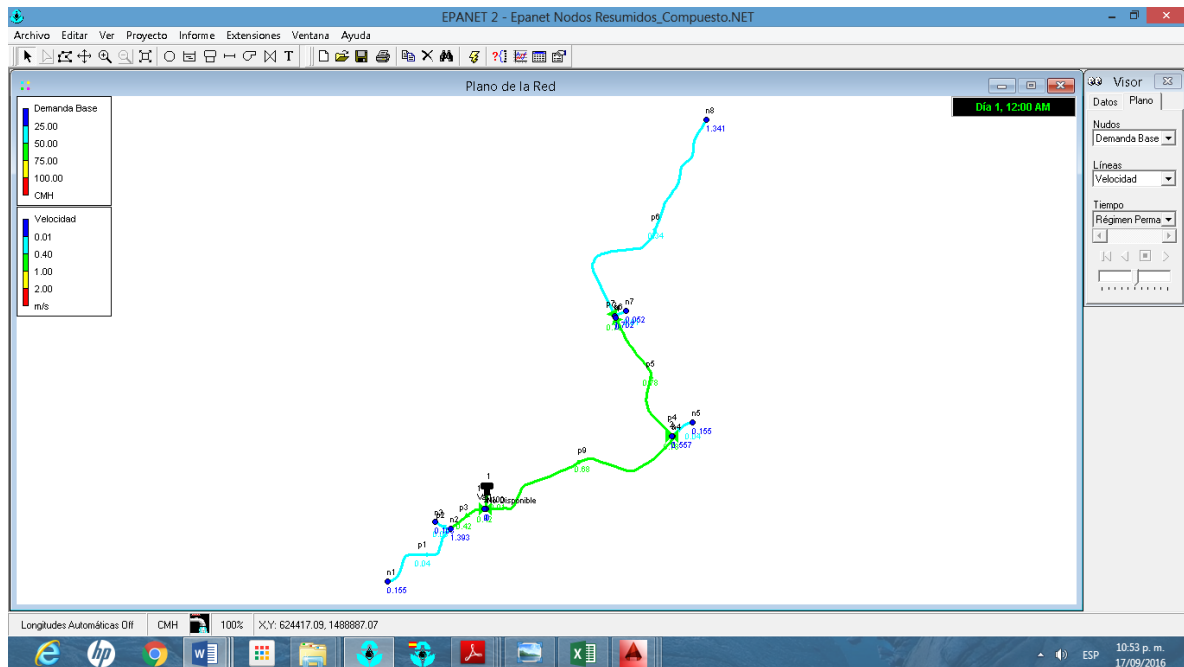 EPANET 2 - Epanet Nodos Resumidos_Compuesto.NET
Archivo Editar Ver Proyecto Informe Extensiones Ventana Ayuda
T
Plano de la Red
Visor
Datos Plano
Nudos
Demanda Base
Líneas
Velocidad
Tiempo
Régimen Perma
Día 1, 12:00 AM
Demanda Base
25.00
50.00
75.00
100.00
CMH
Velocidad
0.01
0.40
1.00
2.00
m/s
n8
1.341
p6
p7
n7
0.052
p5
p4
n5
0.155
0.557
p9
0.68
1
No Disponible
p3
n2
0.42
1.393
p1
0.04
n1
0.155
Longitudes Automáticas Off CMH 100% X,Y: 624417.09, 1488887.07
ESP
10:53 p. m.
17/09/2016